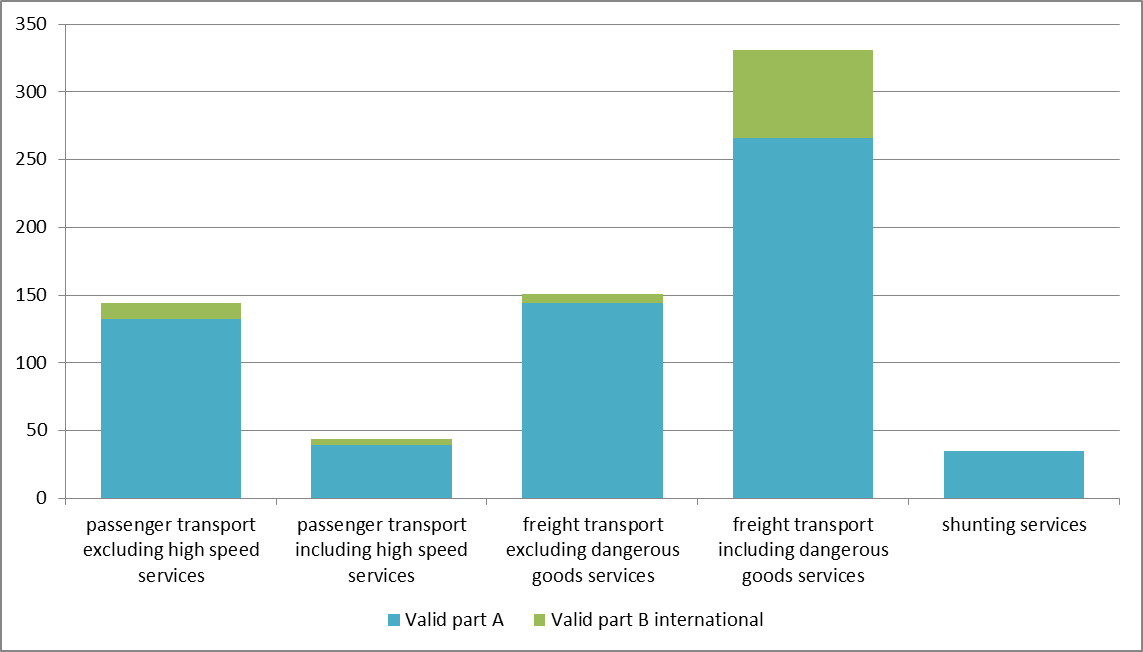 350
300
250
200
150
100
50
0
passenger transport
excluding high speed
services
passenger transport
including high speed
services
freight transport
excluding dangerous
goods services
freight transport
including dangerous
goods services
shunting services
Valid part A
Valid part B international